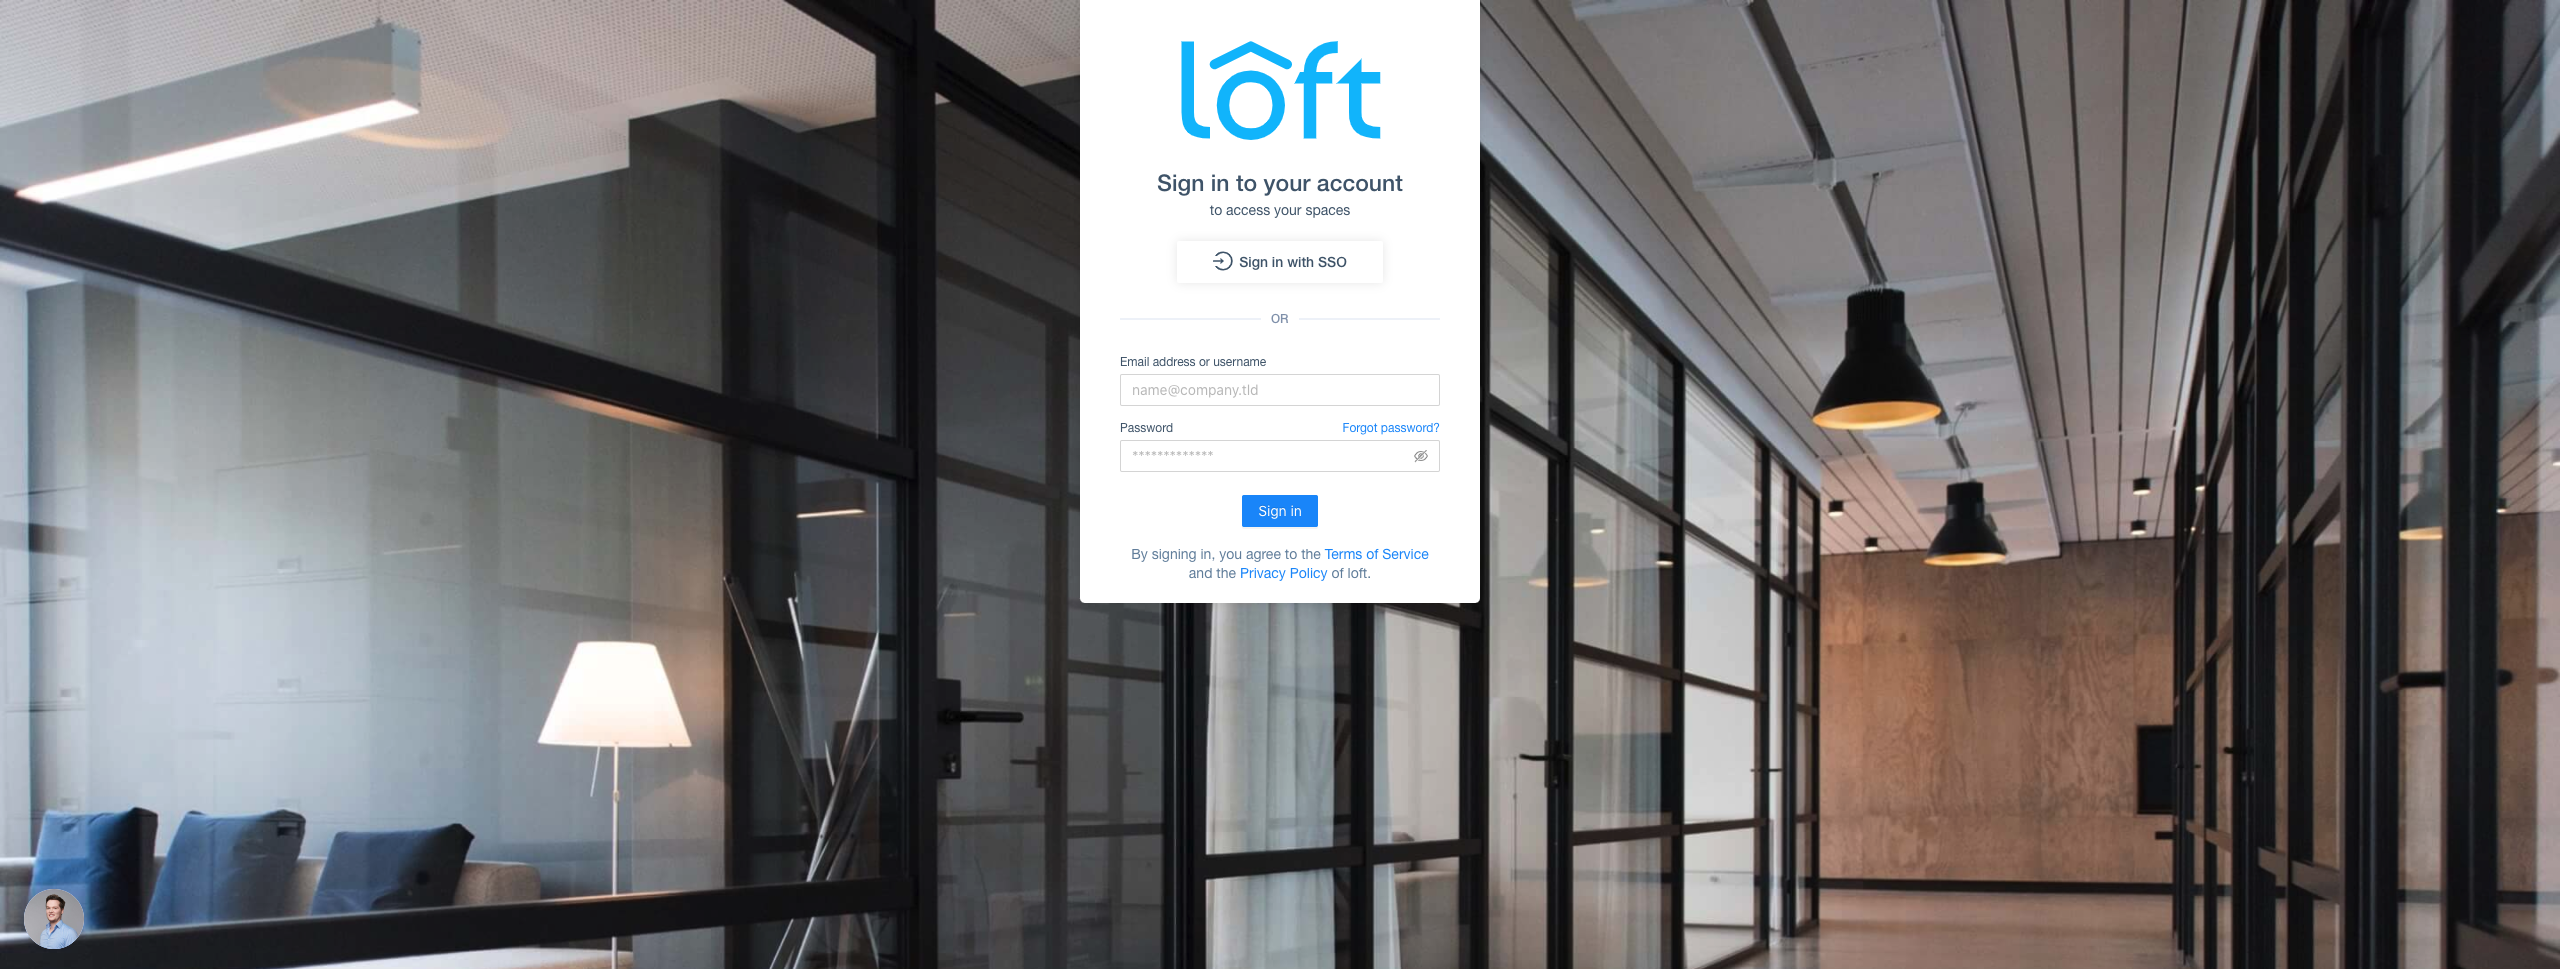 lôft
Sign in to your account
to access your spaces
Sign in with SSO
OR
Email address or username
name@company.tld
Password
Forgot password?
*************
Sign in
By signing in, you agree to the Terms of Service
and the Privacy Policy of loft.